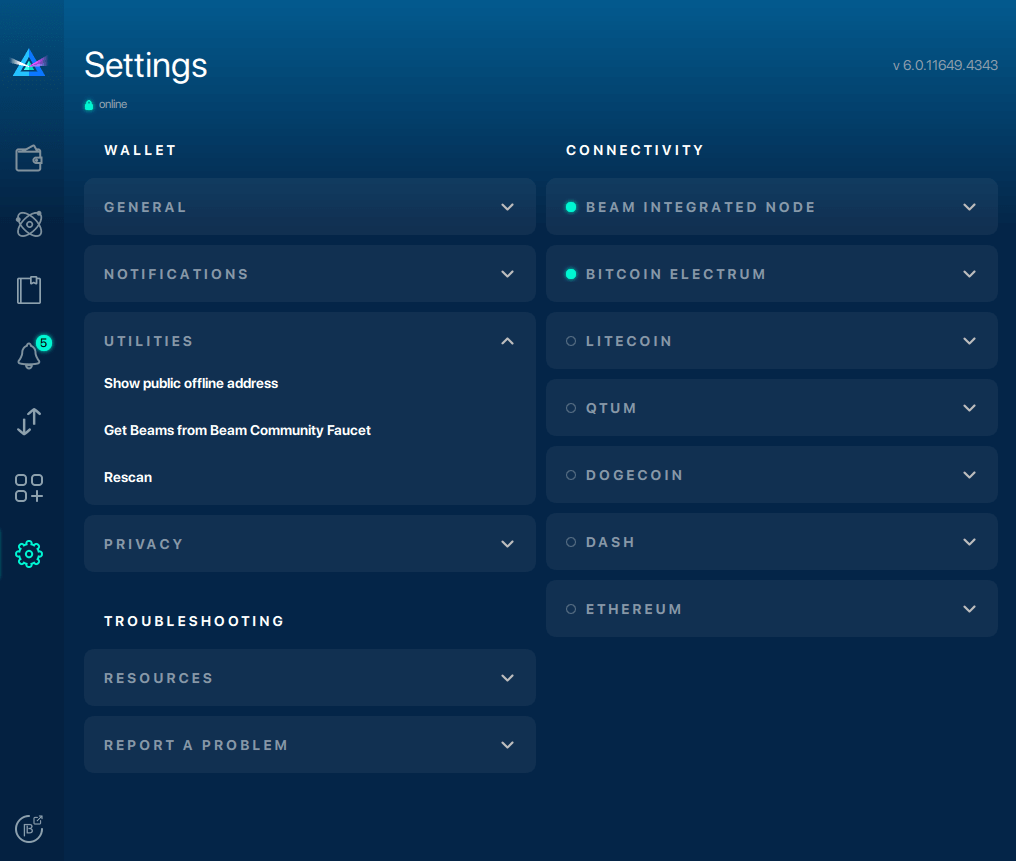 Settings
v 6.0.11649.4343
online
WALLET
GENERAL
NOTIFICATIONS
UTILITIES
Show public offline address
Get Beams from Beam Community Faucet
Rescan
PRIVACY
TROUBLESHOOTING
RESOURCES
REPORT A PROBLEM
CONNECTIVITY
BEAM INTEGRATED NODE
BITCOIN ELECTRUM
LITECOIN
QTUM
DOGECOIN
DASH
ETHEREUM
5
B